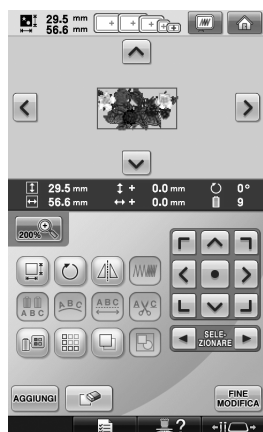 29.5 mm
56.6 mm
29.5 mm 0.0 mm 0°
56.6 mm 0.0 mm 9
200%
A B C A B C A B C A B C
SELE-
ZIONARE
AGGIUNGI
FINE
MODIFICA
?